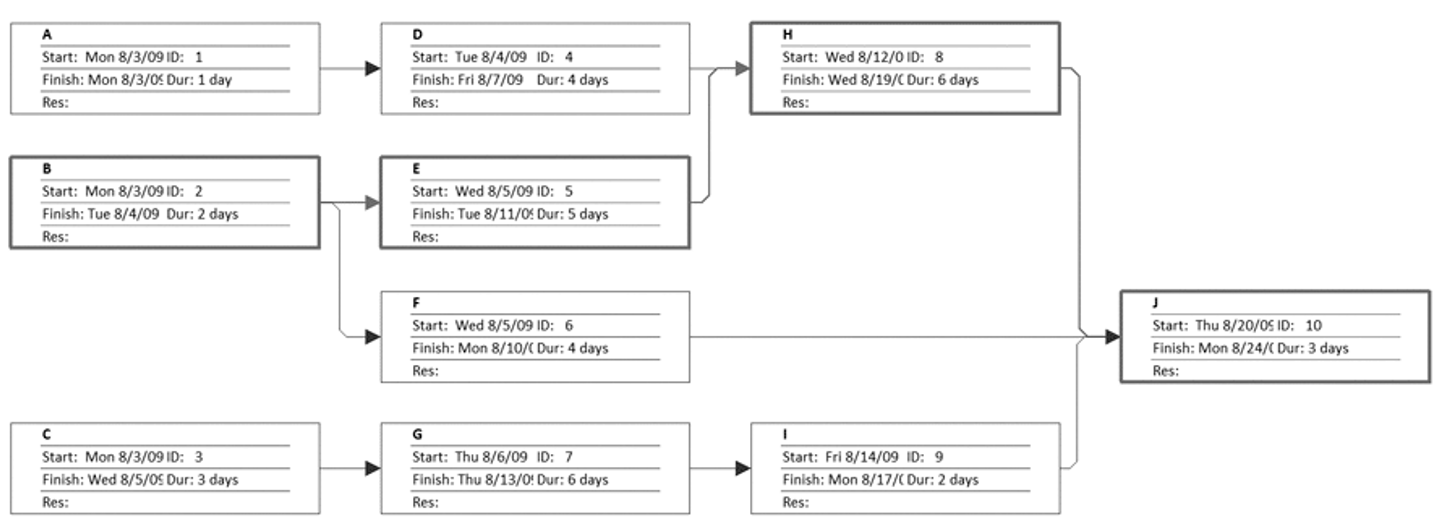 A
Start: Mon 8/3/09 ID: 1
Finish: Mon 8/3/09 Dur: 1 day
Res:
D
Start: Tue 8/4/09 ID: 4
Finish: Fri 8/7/09 Dur: 4 days
Res:
H
Start: Wed 8/12/0 ID: 8
Finish: Wed 8/19/( Dur: 6 days
Res:
B
Start: Mon 8/3/09 ID: 2
Finish: Tue 8/4/09 Dur: 2 days
Res:
E
Start: Wed 8/5/09 ID: 5
Finish: Tue 8/11/09 Dur: 5 days
Res:
F
Start: Wed 8/5/09 ID: 6
Finish: Mon 8/10/( Dur: 4 days
Res:
J
Start: Thu 8/20/09 ID: 10
Finish: Mon 8/24/( Dur: 3 days
Res:
C
Start: Mon 8/3/09 ID: 3
Finish: Wed 8/5/09 Dur: 3 days
Res:
G
Start: Thu 8/6/09 ID: 7
Finish: Thu 8/13/09 Dur: 6 days
Res:
I
Start: Fri 8/14/09 ID: 9
Finish: Mon 8/17/( Dur: 2 days
Res: